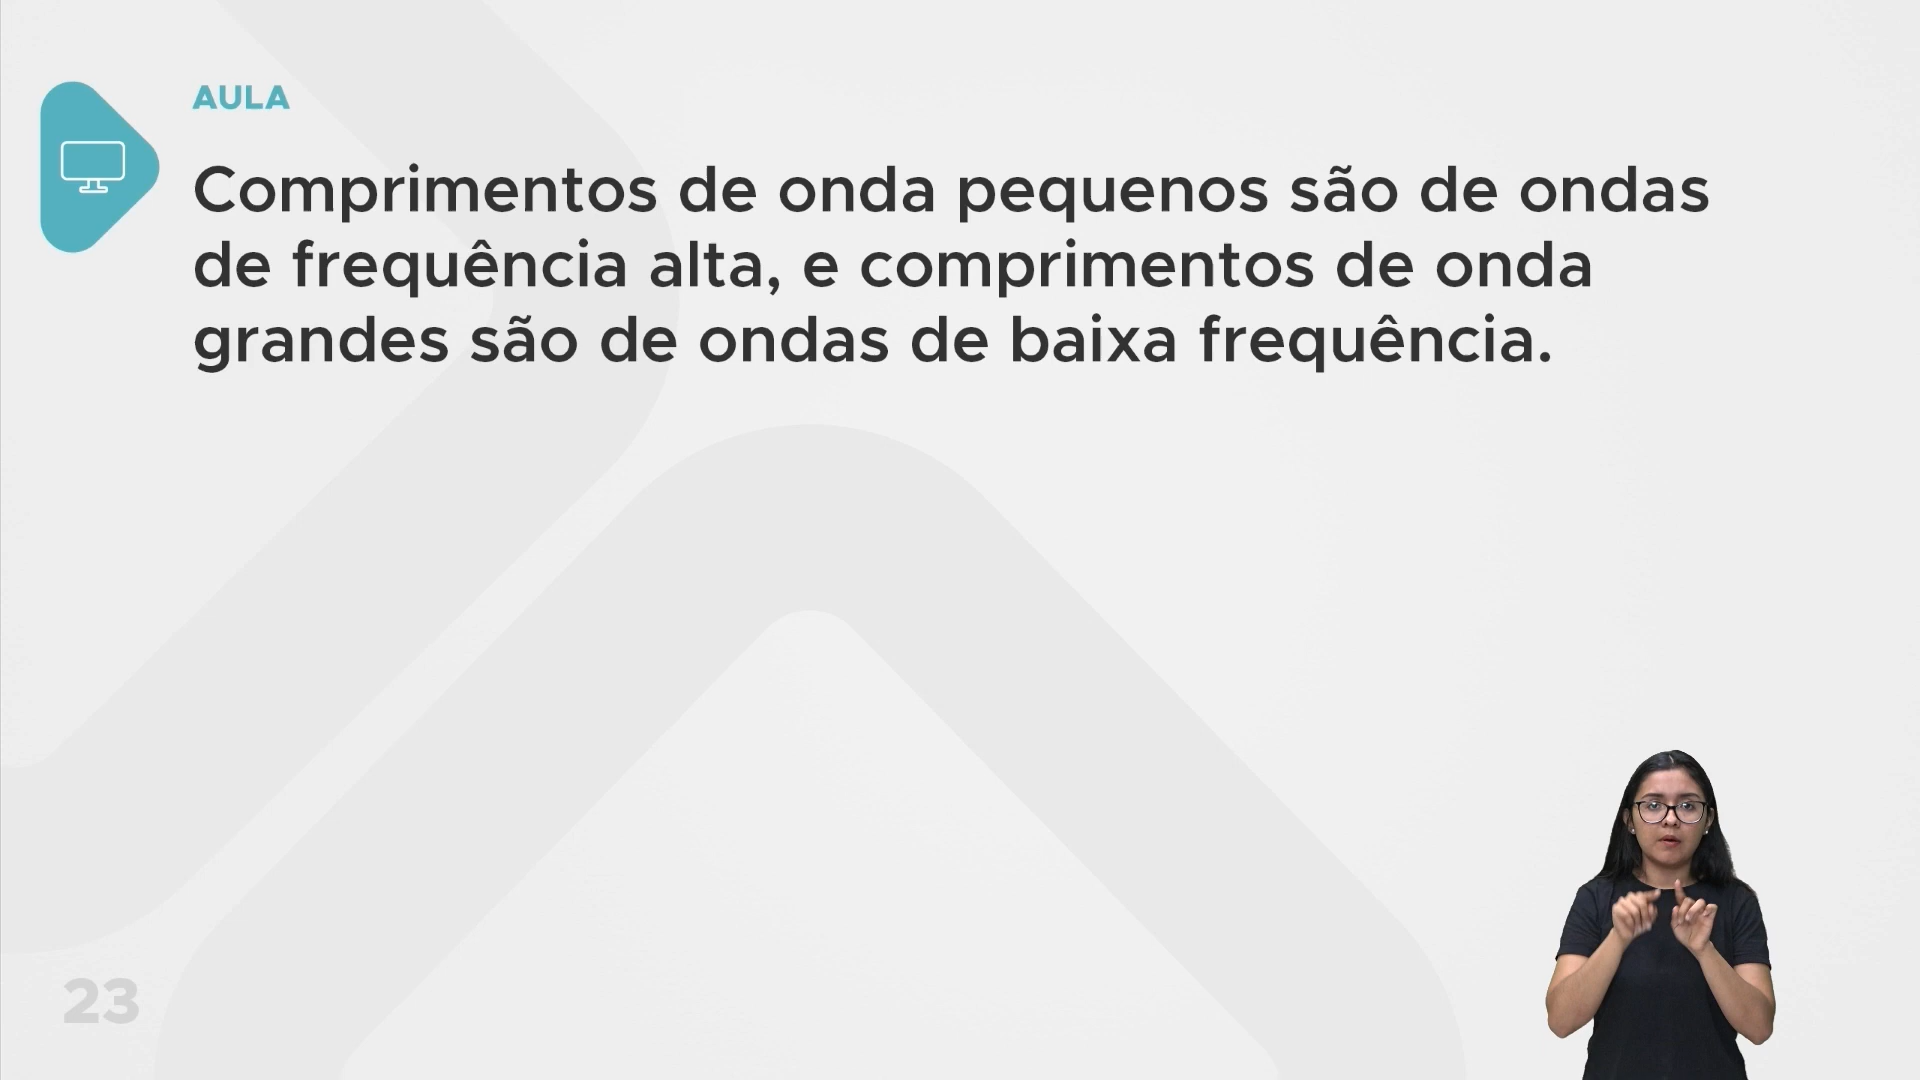 AULA
Comprimentos de onda pequenos são de ondas
de frequência alta, e comprimentos de onda
grandes são de ondas de baixa frequência.
23